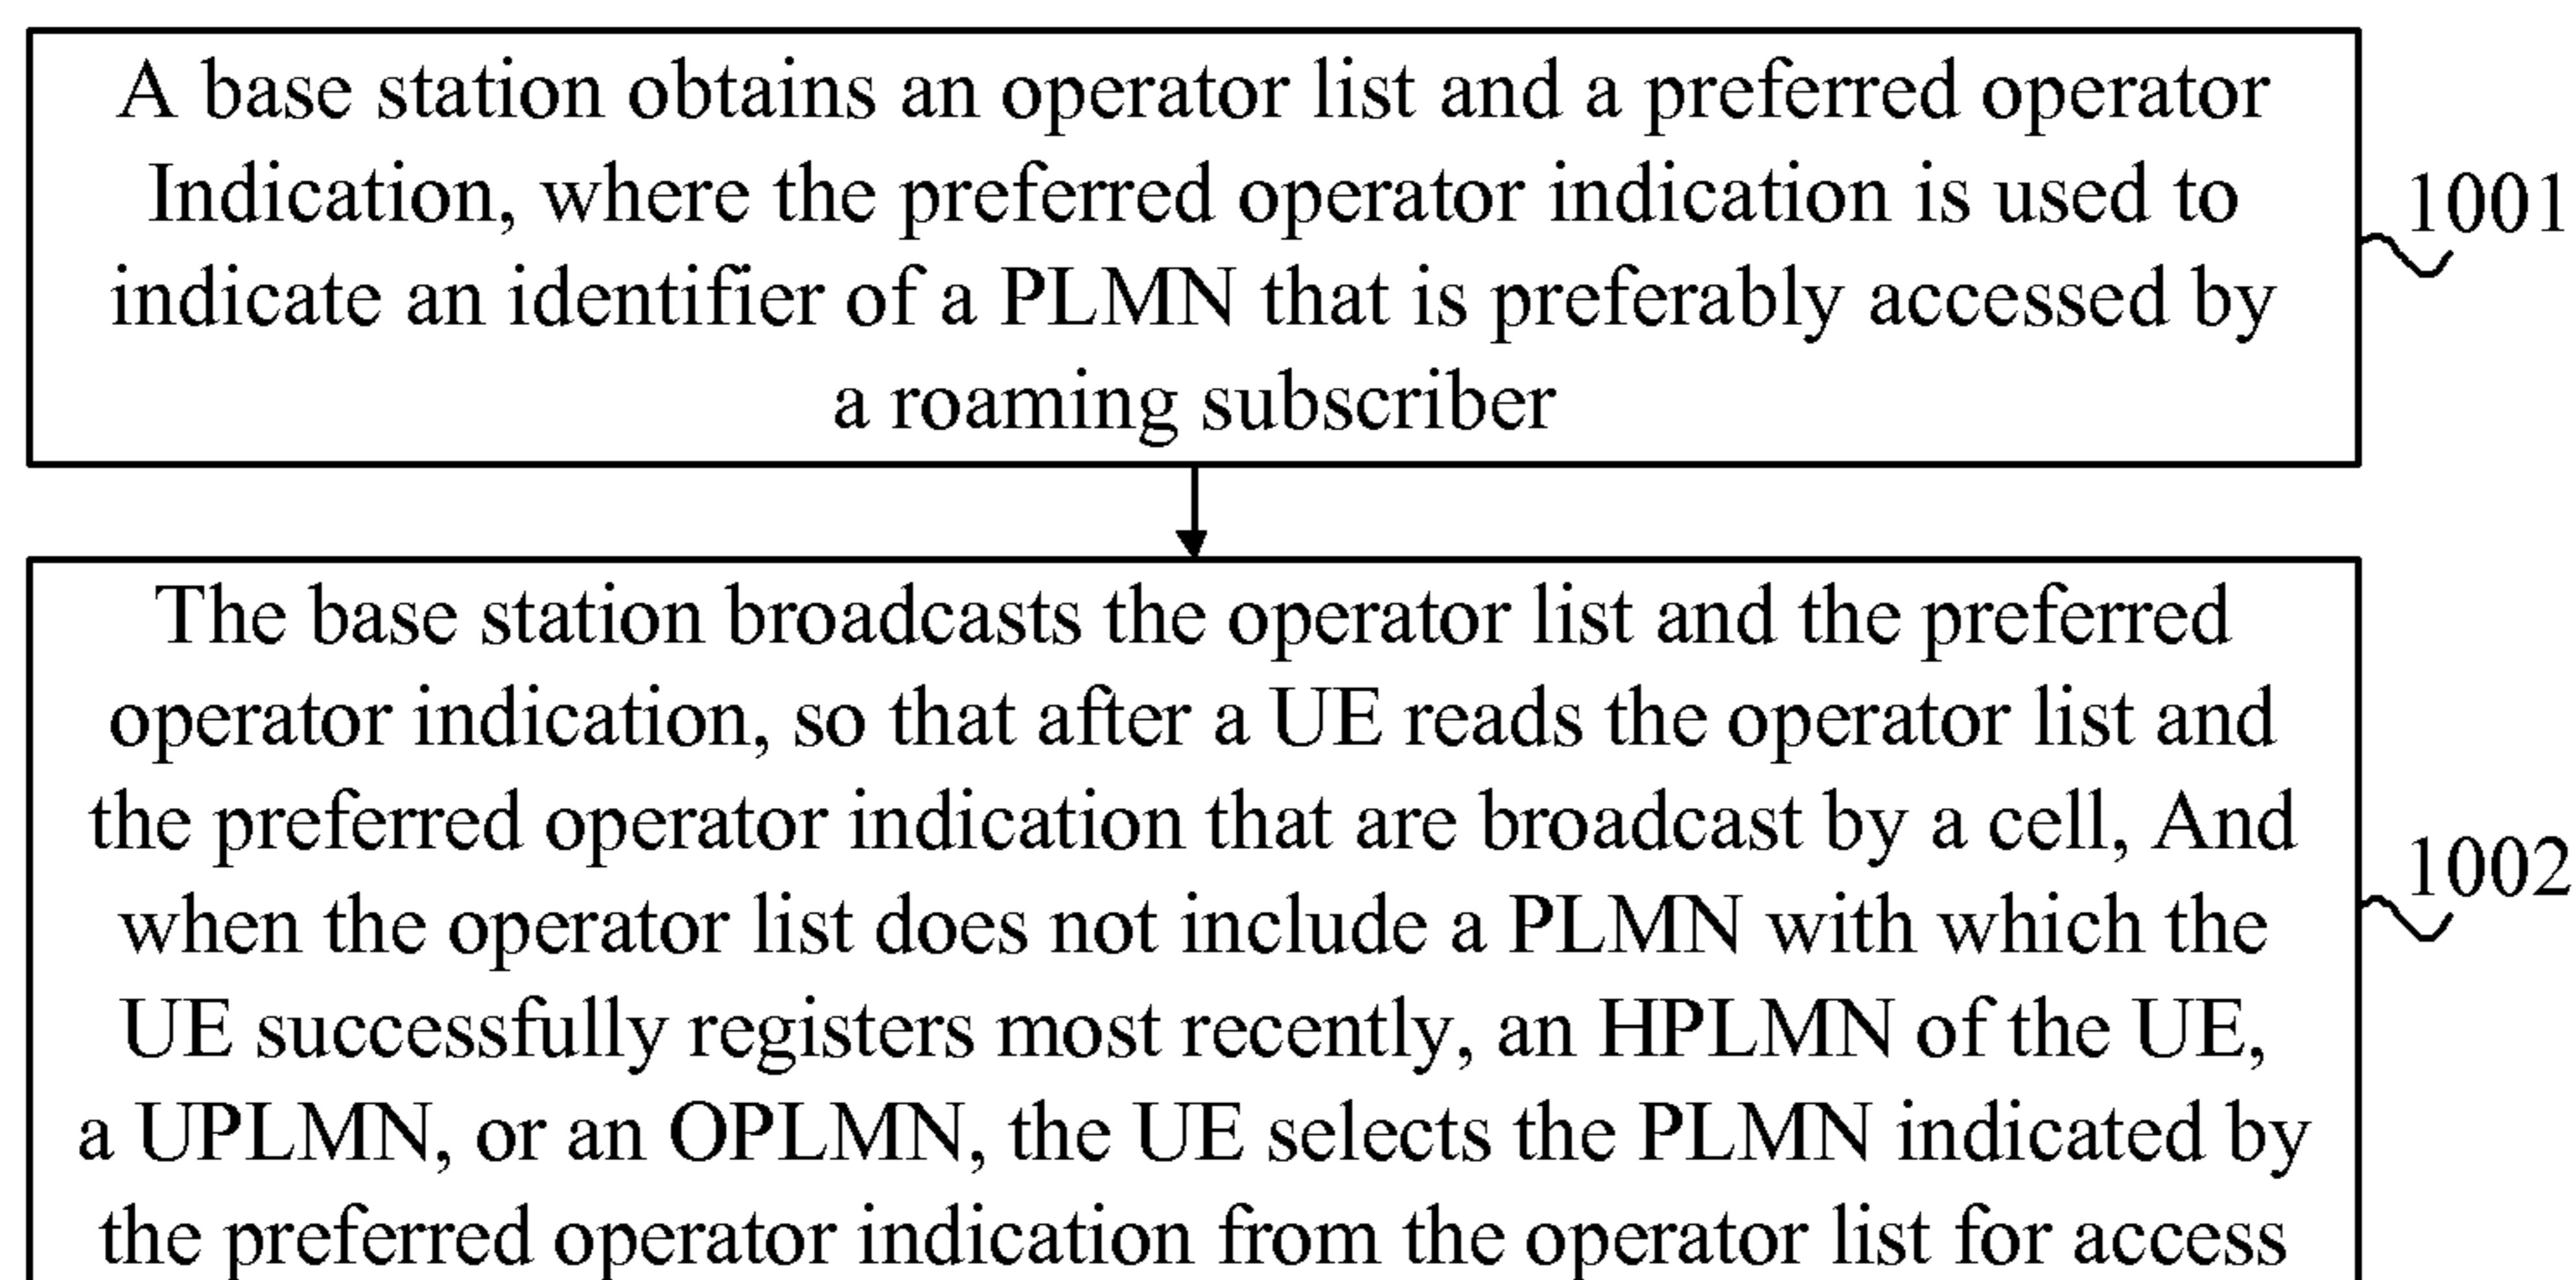 A base station obtains an operator list and a preferred operator
Indication, where the preferred operator indication is used to
indicate an identifier of a PLMN that is preferably accessed by
a roaming subscriber
1001
The base station broadcasts the operator list and the preferred
operator indication, so that after a UE reads the operator list and
the preferred operator indication that are broadcast by a cell, And
when the operator list does not include a PLMN with which the
UE successfully registers most recently, an HPLMN of the UE,
a UPLMN, or an OPLMN, the UE selects the PLMN indicated by
the preferred operator indication from the operator list for access
1002